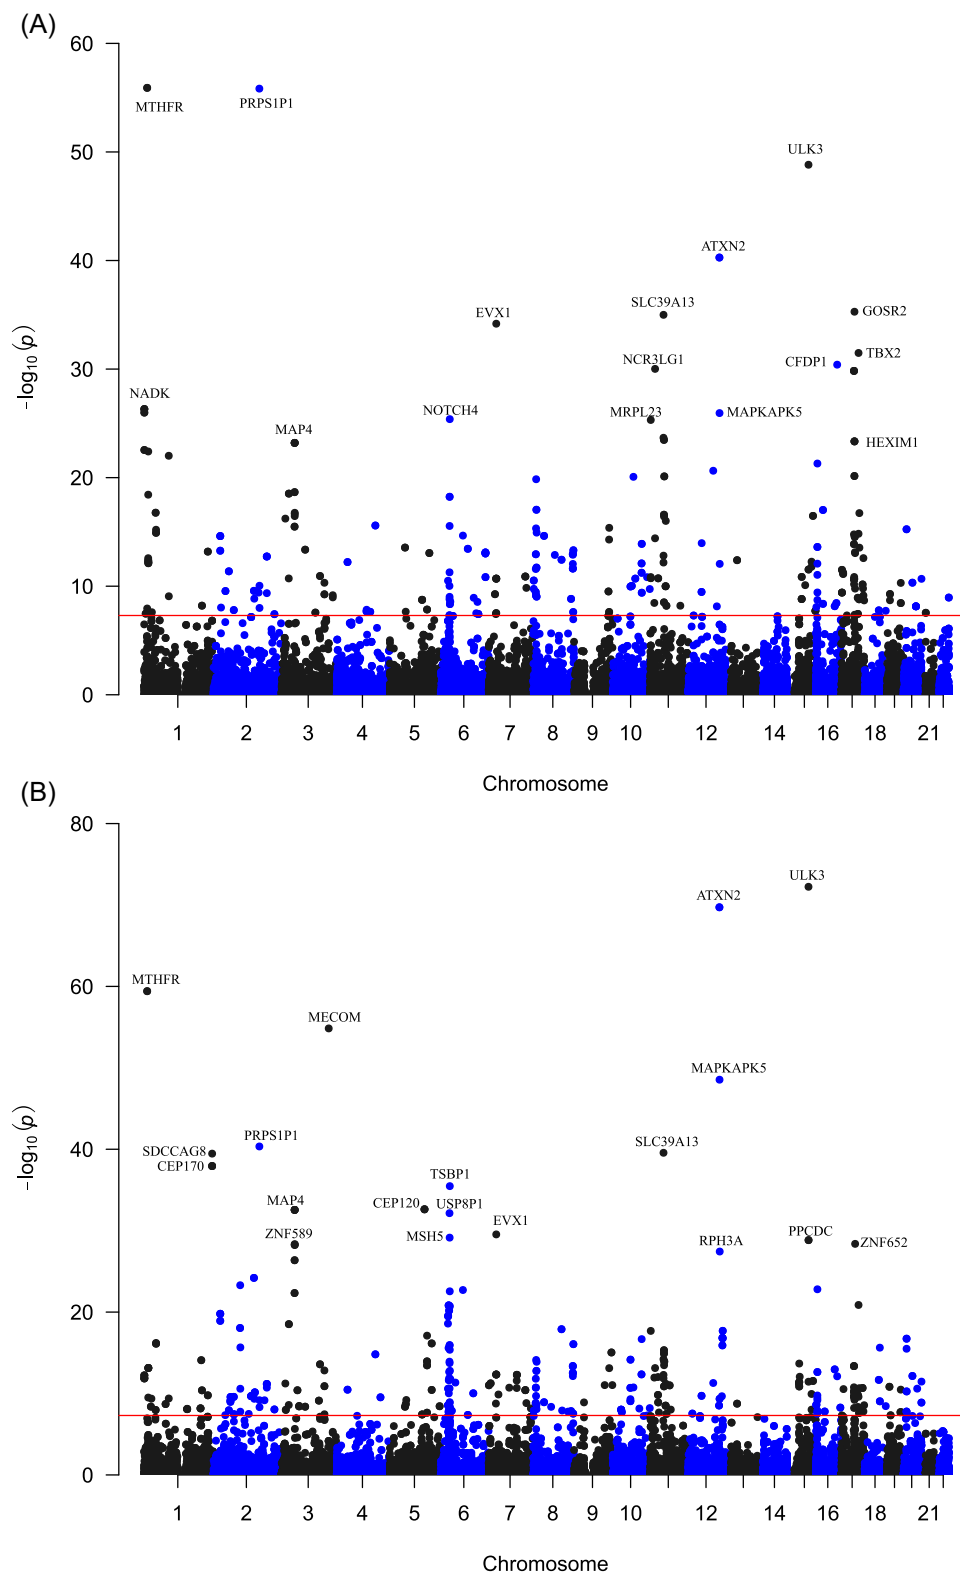 (A)
60
MTHFR
PRPS1P1
50
ULK3
ATXN2
40
SLC39A13
EVX1
GOSR2
TBX2
NCR3LG1
CFDP1
30
NADK
NOTCH4
MRPL23
MAPKAPK5
MAP4
HEXIM1
20
10
0
−log10(p)
1 2 3 4 5 6 7 8 9 10 12 14 16 18 21
Chromosome
(B)
80
ULK3
ATXN2
MTHFR
60
MECOM
MAPKAPK5
PRPS1P1
SLC39A13
SDCCAG8
40
CEP170
TSBP1
MAP4
CEP120
USP8P1
EVX1
ZNF589
MSH5
RPH3A
PPCDC
ZNF652
20
0
−log10(p)
1 2 3 4 5 6 7 8 9 10 12 14 16 18 21
Chromosome